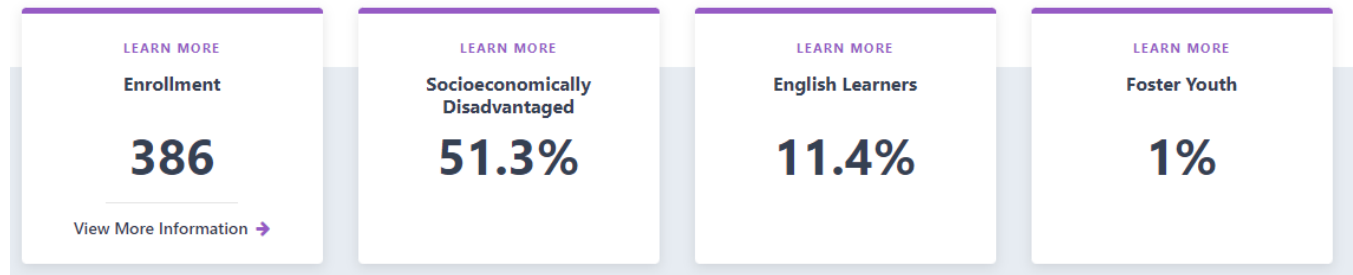 LEARN MORE
Enrollment
386
View More Information
LEARN MORE
Socioeconomically
Disadvantaged
51.3%
LEARN MORE
English Learners
11.4%
LEARN MORE
Foster Youth
1%